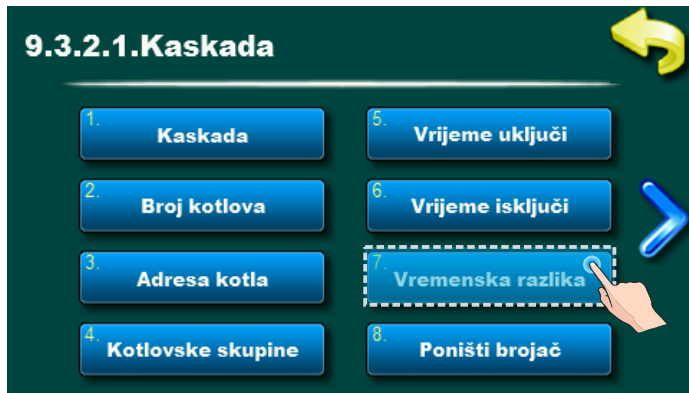 9.3.2.1.Kaskada
1. Kaskada
2. Broj kotlova
3. Adresa kotla
4. Kotlovske skupine
5. Vrijeme uključi
6. Vrijeme isključi
7. Vremenska razlika
8. Poništi brojač